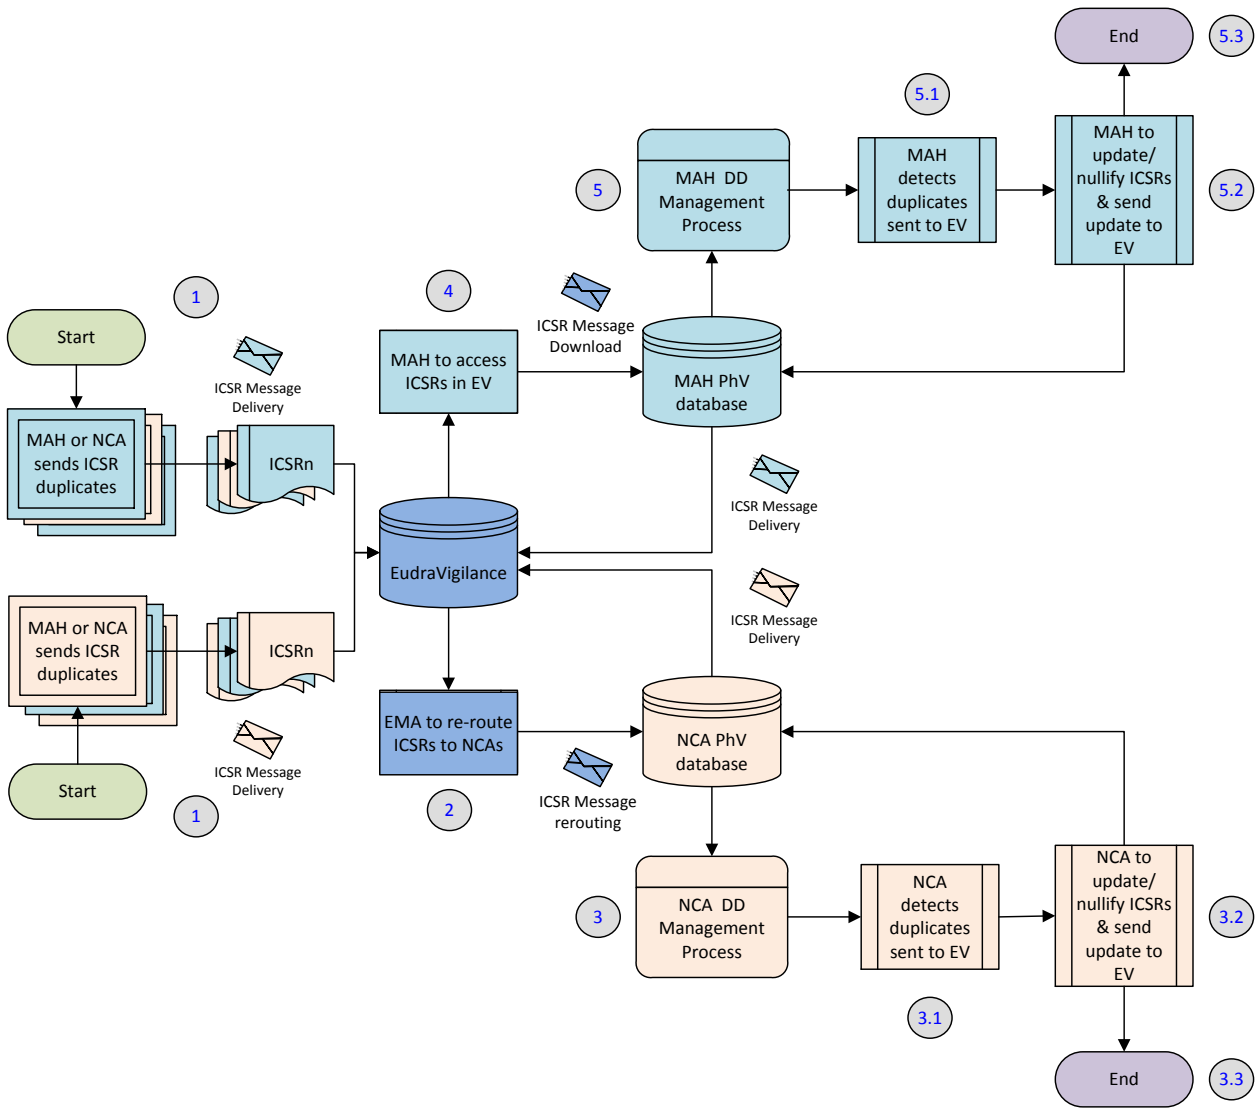 End
5.3
5.1
MAH DD
Management
Process
5
MAH
detects
duplicates
sent to EV
MAH to
update/
nullify ICSRs
& send
update to
EV
5.2
1
Start
ICSR Message
Delivery
4
ICSR Message
Download
MAH to access
ICSRs in EV
MAH PhV
database
MAH or NCA
sends ICSR
duplicates
ICSRn
ICSR Message
Delivery
EudraVigilance
ICSR Message
Delivery
MAH or NCA
sends ICSR
duplicates
ICSRn
EMA to re-route
ICSRs to NCAs
NCA PhV
database
ICSR Message
Delivery
Start
1
2
ICSR Message
rerouting
3
NCA DD
Management
Process
NCA
detects
duplicates
sent to EV
NCA to
update/
nullify ICSRs
& send
update to
EV
3.2
3.1
End
3.3